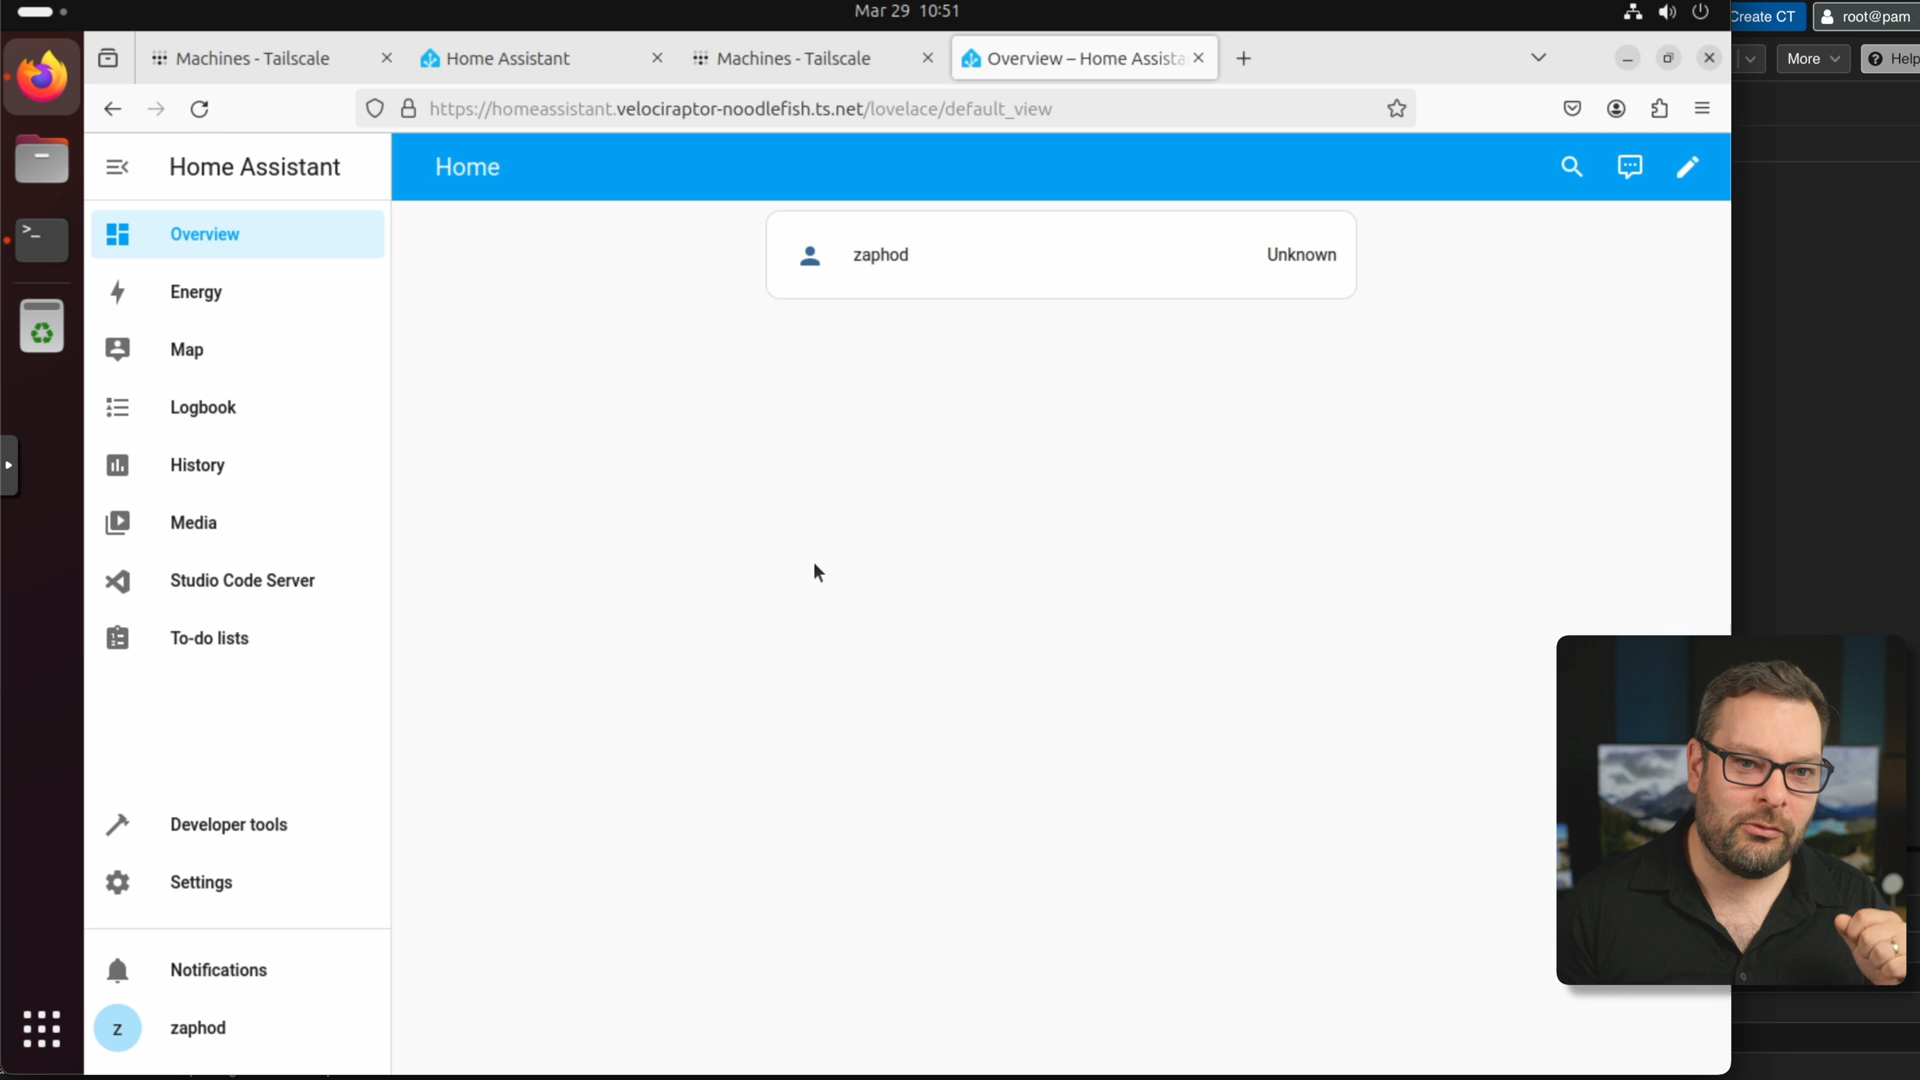 Mar 29 10:51
Create CT
root@pam
Machines - Tailscale
Home Assistant
Machines - Tailscale
Overview – Home Assista
More
Help
https://homeassistant.velociraptor-noodlefish.ts.net/lovelace/default_view
Home Assistant
Home
Overview
zaphod
Unknown
Energy
Map
Logbook
History
Media
Studio Code Server
To-do lists
Developer tools
Settings
Notifications
z
zaphod